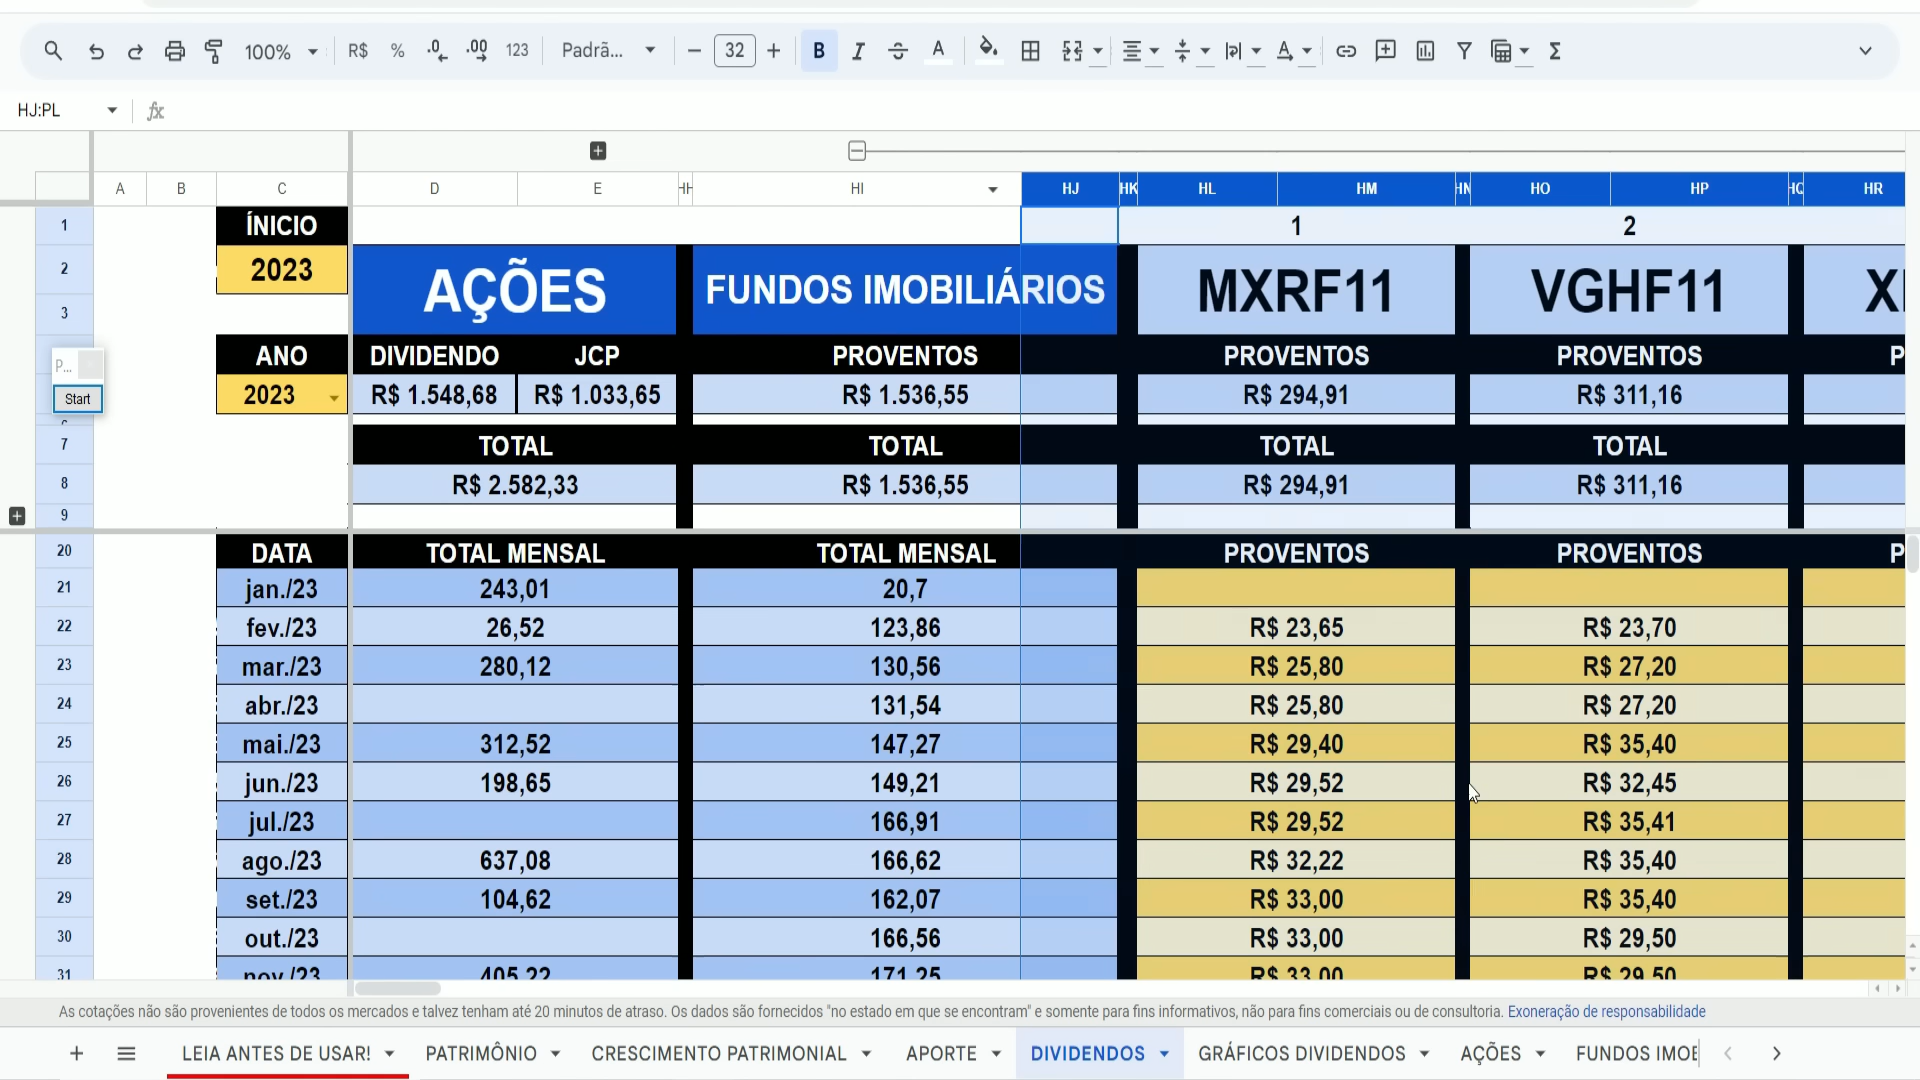 100% R$ % .0 .00 123 Padrã... 32 B I A
HJ:PL fx
A B C D E HI HJ HK HL HM HO HP HR
1 ÍNICIO 1 2
2 2023 AÇÕES FUNDOS IMOBILIÁRIOS MXRF11 VGHF11
3
ANO DIVIDENDO JCP PROVENTOS PROVENTOS PROVENTOS P
P...
Start
2023 R$ 1.548,68 R$ 1.033,65 R$ 1.536,55 R$ 294,91 R$ 311,16
7 TOTAL TOTAL TOTAL TOTAL
8 R$ 2.582,33 R$ 1.536,55 R$ 294,91 R$ 311,16
9
20 DATA TOTAL MENSAL TOTAL MENSAL PROVENTOS PROVENTOS P
21 jan./23 243,01 20,7
22 fev./23 26,52 123,86 R$ 23,65 R$ 23,70
23 mar./23 280,12 130,56 R$ 25,80 R$ 27,20
24 abr./23 131,54 R$ 25,80 R$ 27,20
25 mai./23 312,52 147,27 R$ 29,40 R$ 35,40
26 jun./23 198,65 149,21 R$ 29,52 R$ 32,45
27 jul./23 166,91 R$ 29,52 R$ 35,41
28 ago./23 637,08 166,62 R$ 32,22 R$ 35,40
29 set./23 104,62 162,07 R$ 33,00 R$ 35,40
30 out./23 166,56 R$ 33,00 R$ 29,50
31 nov./23 405,22 171,25 R$ 33,00 R$ 29,50
As cotações não são provenientes de todos os mercados e talvez tenham até 20 minutos de atraso. Os dados são fornecidos "no estado em que se encontram" e somente para fins informativos, não para fins comerciais ou de consultoria. Exoneração de responsabilidade
LEIA ANTES DE USAR! PATRIMÔNIO CRESCIMENTO PATRIMONIAL APORTE DIVIDENDOS GRÁFICOS DIVIDENDOS AÇÕES FUNDOS IMOB